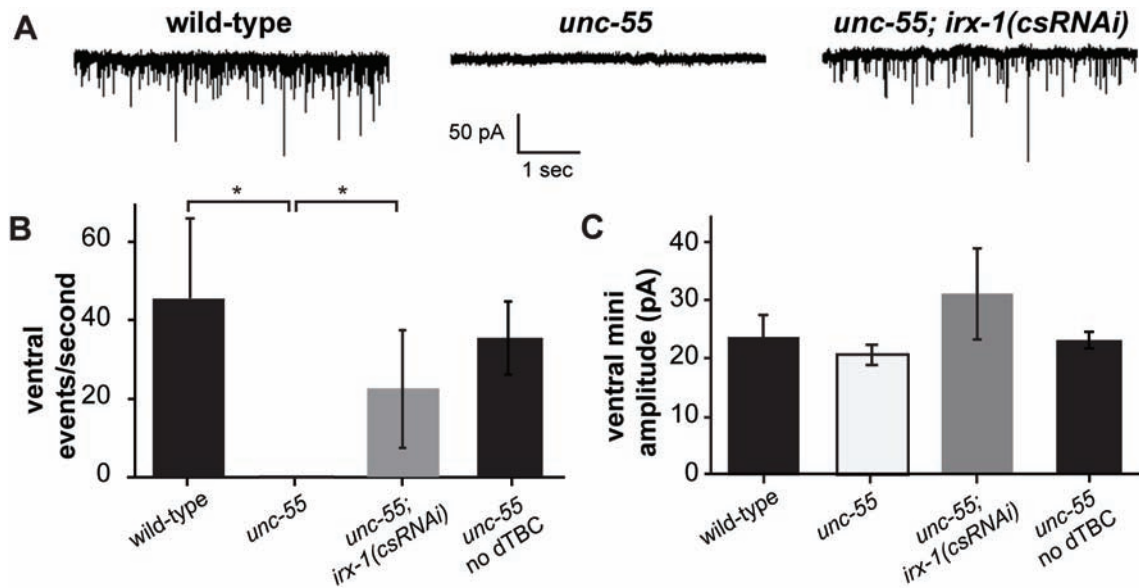 A
wild-type
unc-55
unc-55; irx-1(csRNAi)
50 pA
1 sec
B
* *
60
40
20
0
ventral
events/second
wild-type
unc-55
unc-55;
irx-1(csRNAi)
unc-55
no dTBC
C
40
30
20
10
0
ventral mini
amplitude (pA)
wild-type
unc-55
unc-55;
irx-1(csRNAi)
unc-55
no dTBC